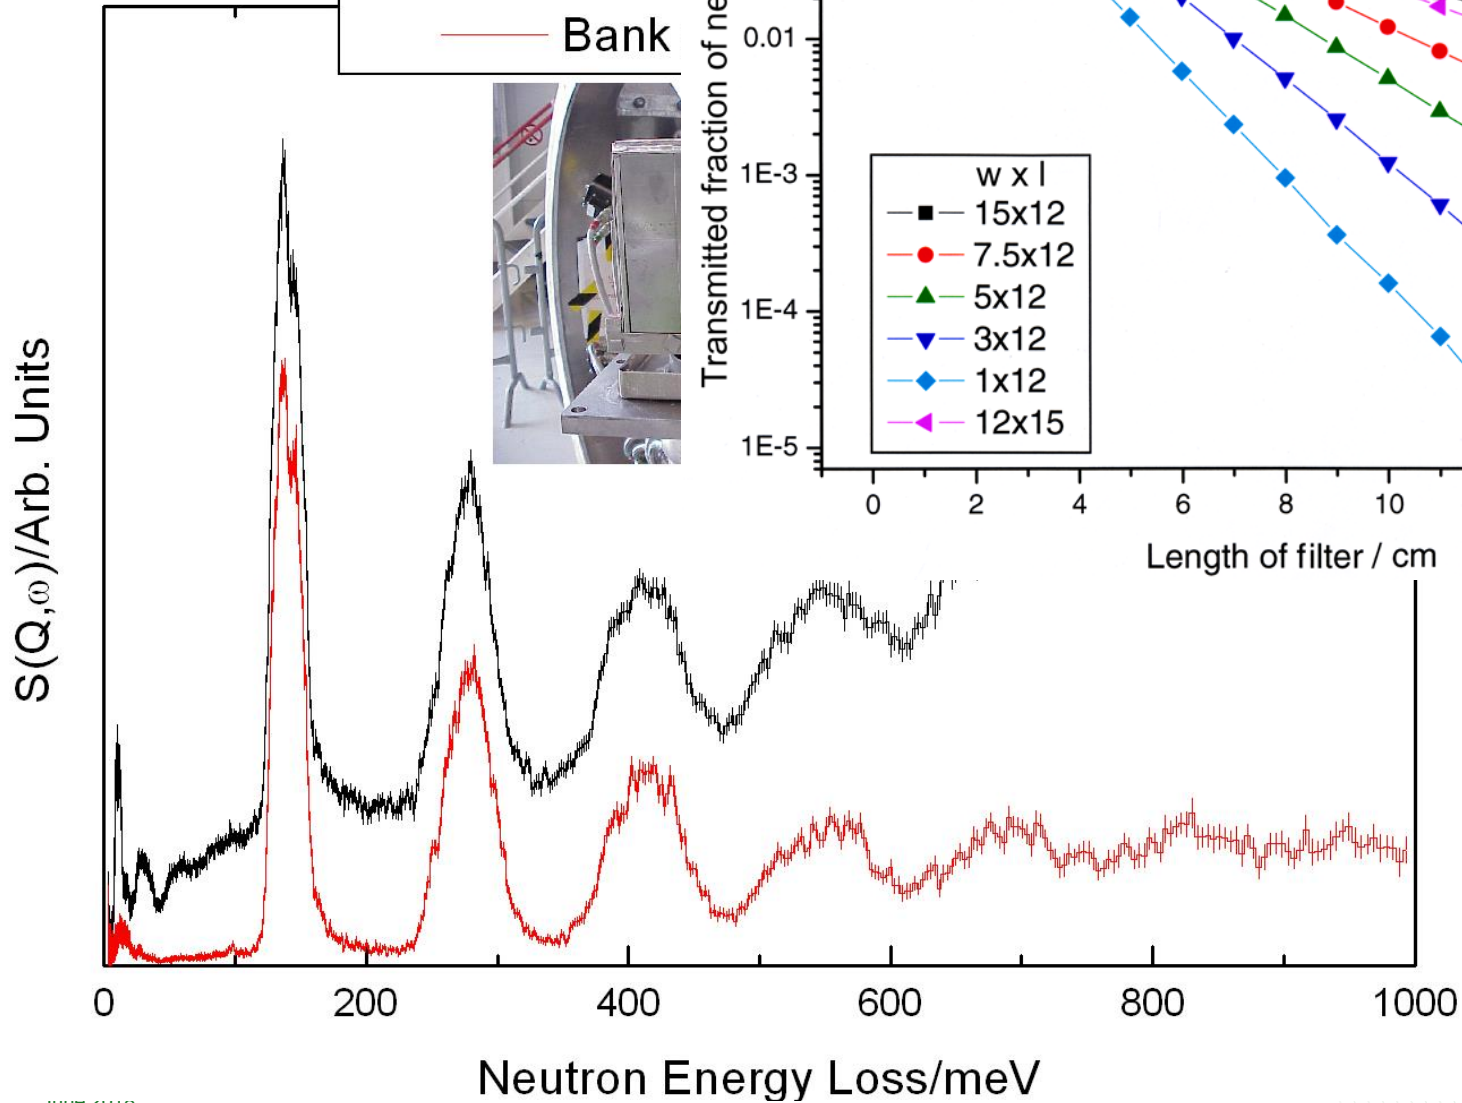 Bank
S(Q,ω)/Arb. Units
0 200 400 600 800 1000
Neutron Energy Loss/meV
Transmitted fraction of
0.01
1E-3
1E-4
1E-5
w x l
15x12
7.5x12
5x12
3x12
1x12
12x15
0 2 4 6 8 10
Length of filter / cm